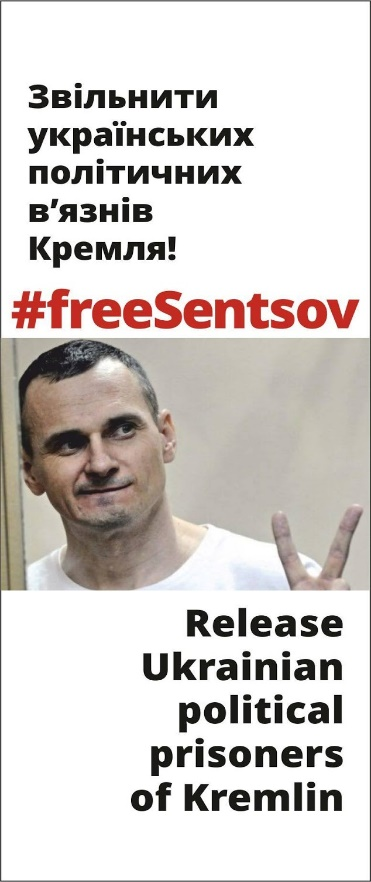 Звільнити
українських
політичних
в’язнів
Кремля!
#freeSentsov
Release
Ukrainian
political
prisoners
of Kremlin